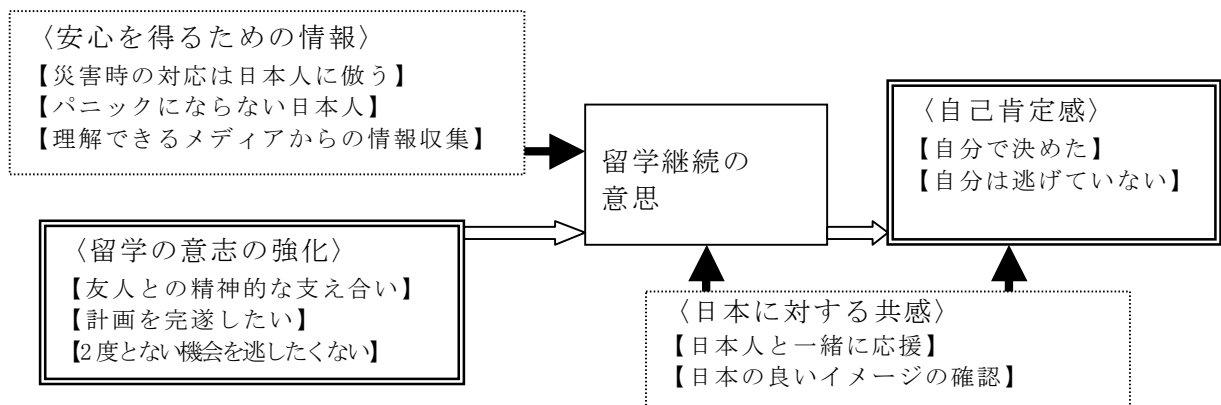 〈安心を得るための情報〉
【災害時の対応は日本人に倣う】
【パニックにならない日本人】
【理解できるメディアからの情報収集】
〈留学の意志の強化〉
【友人との精神的な支え合い】
【計画を完遂したい】
【2度とない機会を逃したくない】
留学継続の
意思
〈自己肯定感〉
【自分で決めた】
【自分は逃げていない】
〈日本に対する共感〉
【日本人と一緒に応援】
【日本の良いイメージの確認】